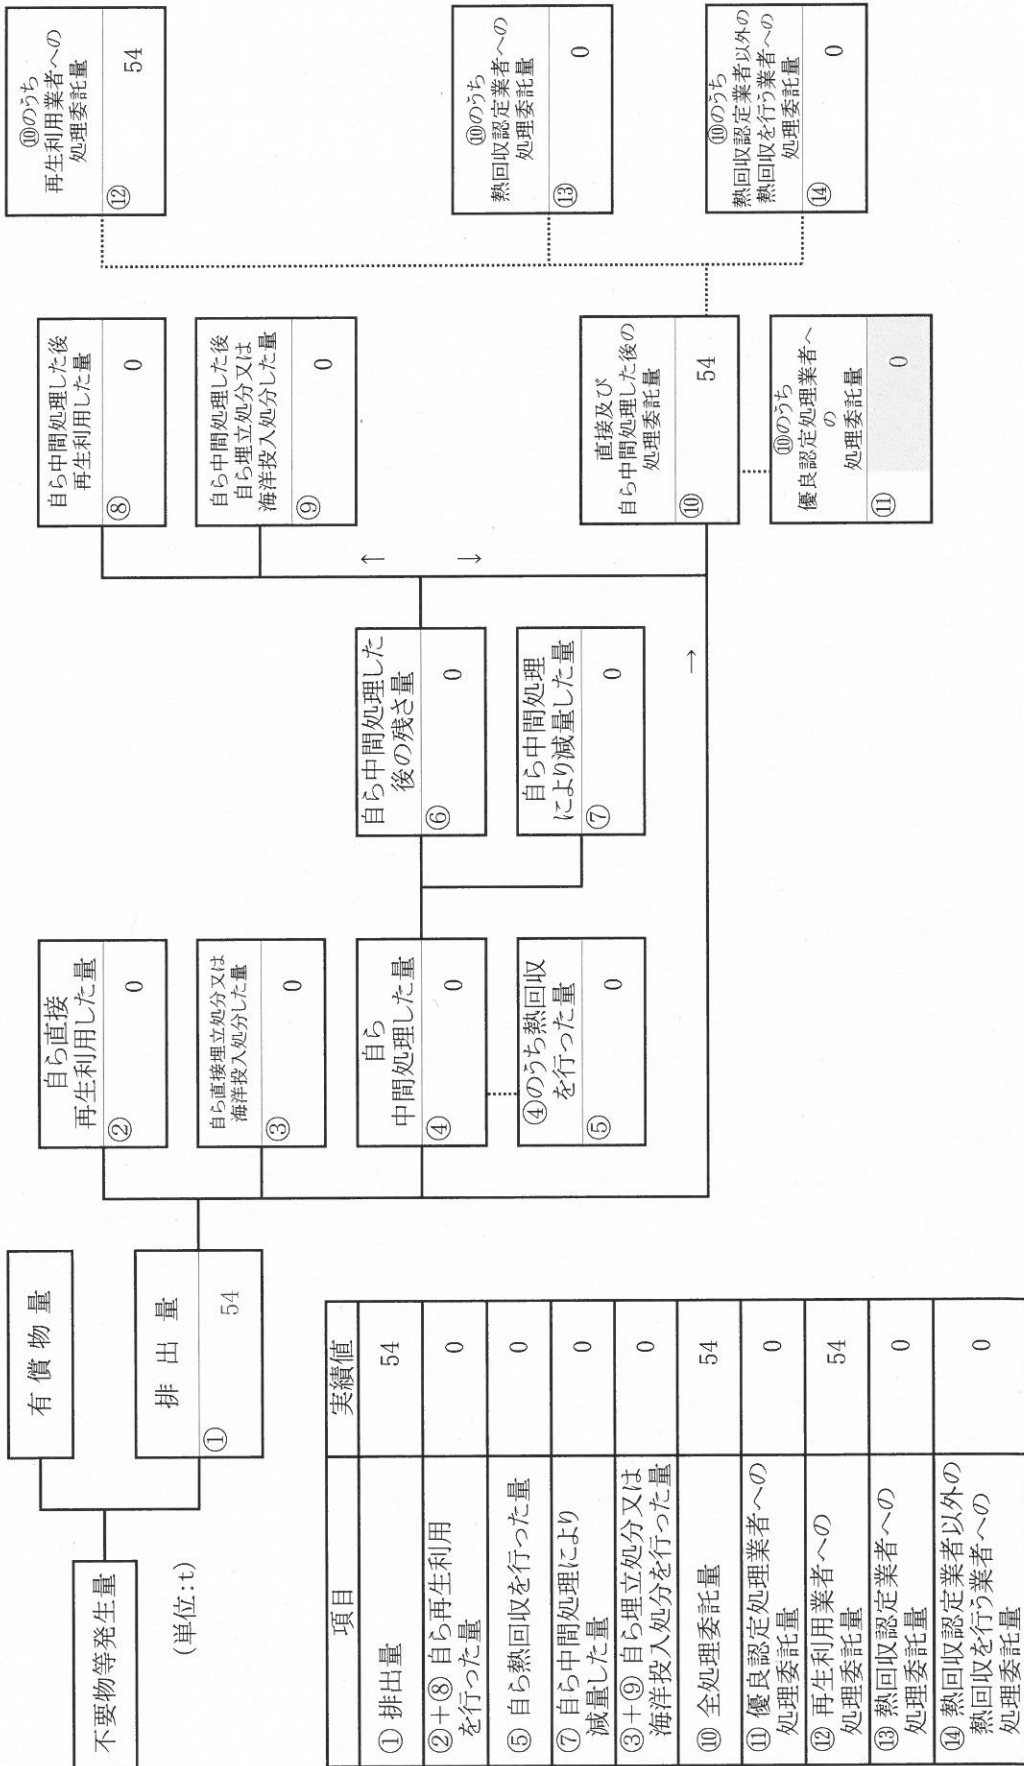 不要物等発生量
有償物量
排出量
① 54
(単位:t)
自ら直接
再生利用した量
② 0
自ら直接埋立処分又は
海洋投入処分した量
③ 0
自ら
中間処理した量
④ 0
④のうち熱回収
を行った量
⑤ 0
自ら中間処理した
後の残さ量
⑥ 0
自ら中間処理
により減量した量
⑦ 0
自ら中間処理した後
再生利用した量
⑧ 0
自ら中間処理した後
自ら埋立処分又は
海洋投入処分した量
⑨ 0
直接及び
自ら中間処理した後の
処理委託量
⑩ 54
⑩のうち
優良認定処理業者へ
の
処理委託量
⑪ 0
⑩のうち
再生利用業者への
処理委託量
⑫ 54
⑩のうち
熱回収認定業者への
処理委託量
⑬ 0
⑩のうち
熱回収認定業者以外の
熱回収を行う業者への
処理委託量
⑭ 0
項目 実績値
①排出量 54
②+⑧ 自ら再生利用
を行った量 0
⑤ 自ら熱回収を行った量 0
⑦ 自ら中間処理により
減量した量 0
③+⑨ 自ら埋立処分又は
海洋投入処分を行った量 0
⑩ 全処理委託量 54
⑪ 優良認定処理業者への
処理委託量 0
⑫ 再生利用業者への
処理委託量 54
⑬ 熱回収認定業者への
処理委託量 0
⑭ 熱回収認定業者以外の
熱回収を行う業者への
処理委託量 0